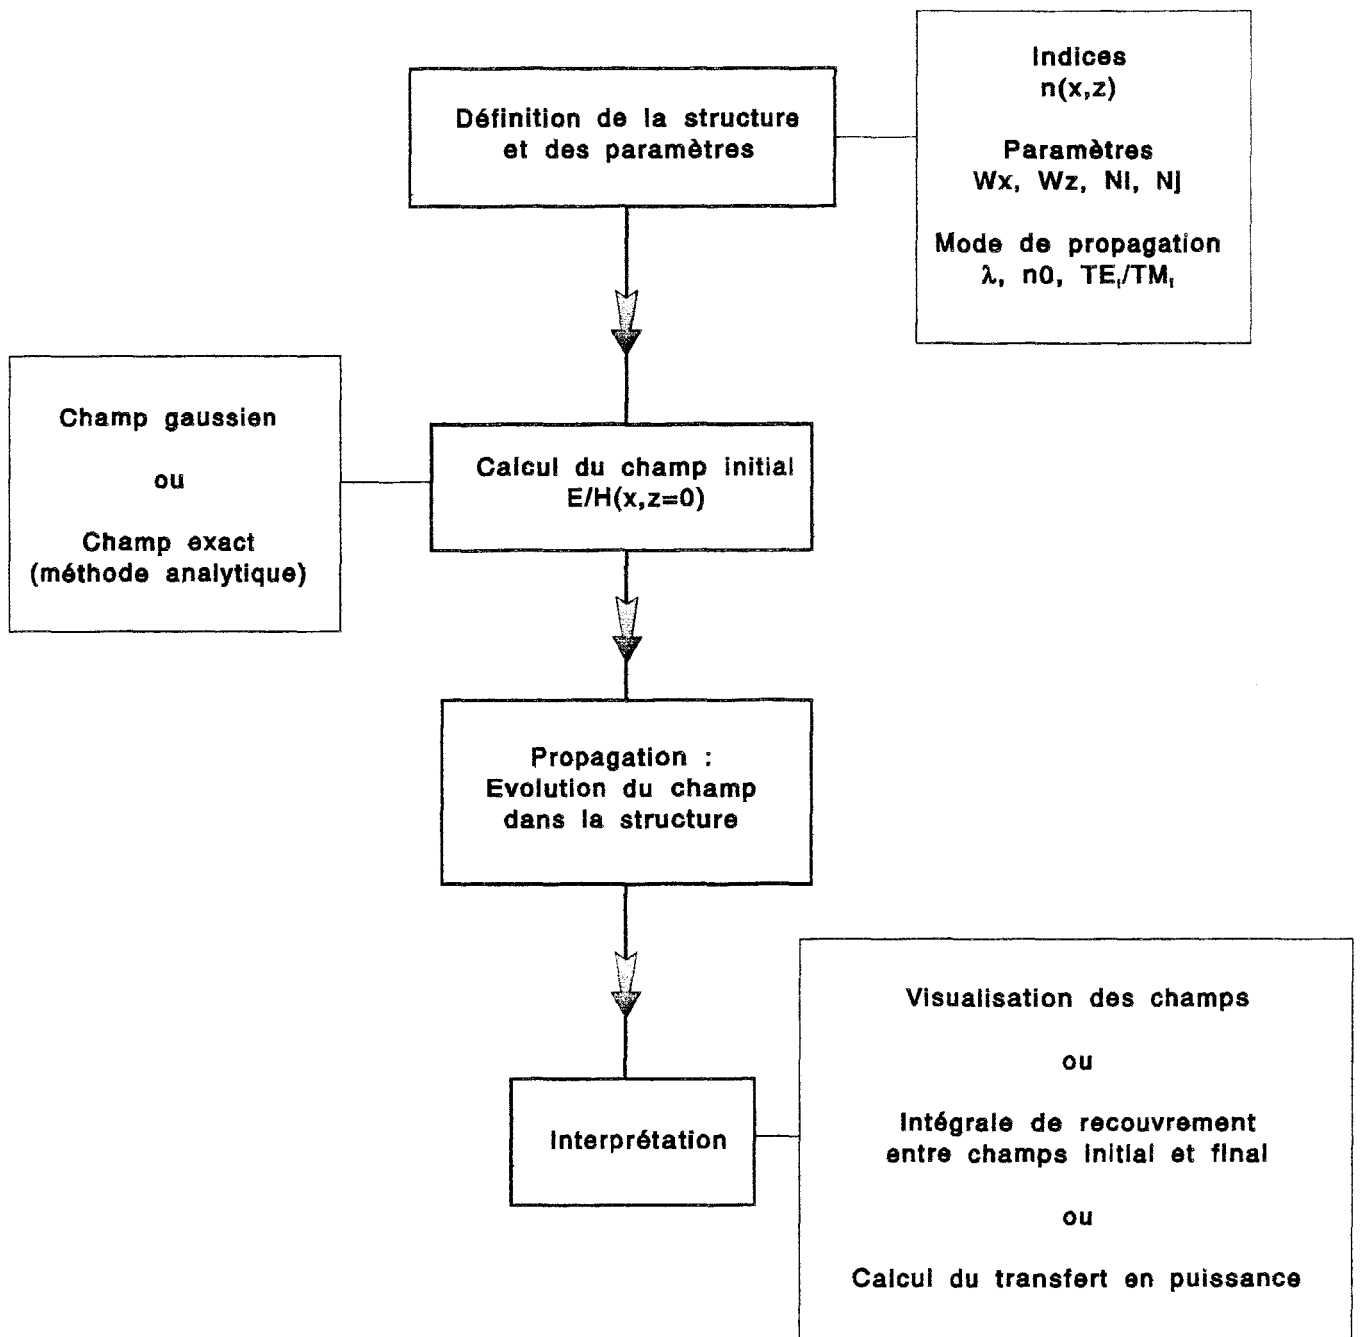 Définition de la structure
et des paramètres
Indices
n(x,z)
Paramètres
Wx, Wz, Ni, Nj
Mode de propagation
λ, n0, TEᵢ/TMᵢ
Champ gaussien
ou
Champ exact
(méthode analytique)
Calcul du champ initial
E/H(x,z=0)
Propagation :
Evolution du champ
dans la structure
Interprétation
Visualisation des champs
ou
Intégrale de recouvrement
entre champs initial et final
ou
Calcul du transfert en puissance